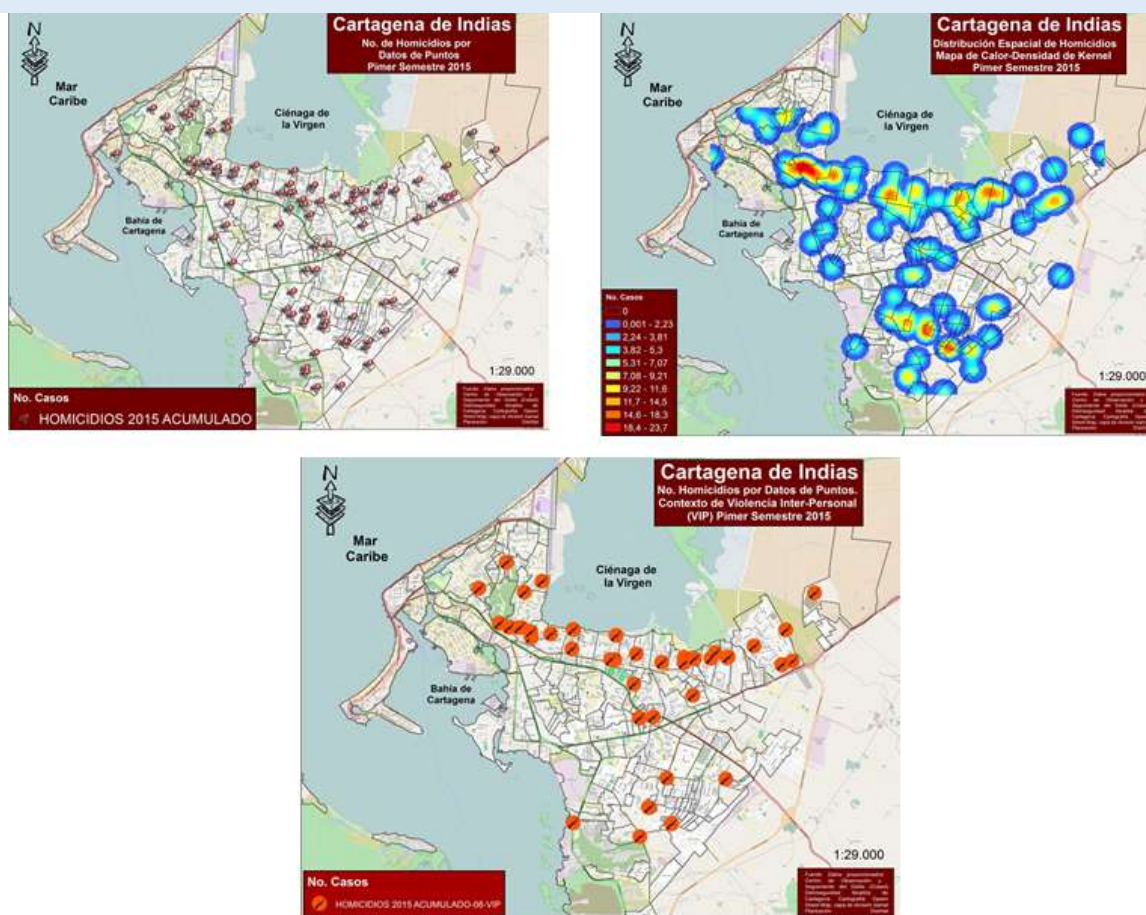 Cartagena de Indias
No. de Homicidios por
Datos de Puntos
Pimer Semestre 2015
N
Mar
Caribe
Ciénaga de
la Virgen
Bahía de
Cartagena
1:29.000
No. Casos
HOMICIDIOS 2015 ACUMULADO
Cartagena de Indias
Distribución Espacial de Homicidios
Mapa de Calor-Densidad de Kernel
Pimer Semestre 2015
N
Mar
Caribe
Ciénaga de
la Virgen
Bahía de
Cartagena
No. Casos
0
0,001 - 2,23
2,24 - 3,81
3,82 - 5,3
5,31 - 7,07
7,08 - 9,21
9,22 - 11,6
11,7 - 14,5
14,6 - 18,3
18,4 - 23,7
1:29.000
Cartagena de Indias
No. Homicidios por Datos de Puntos.
Contexto de Violencia Inter-Personal
(VIP) Pimer Semestre 2015
N
Mar
Caribe
Ciénaga de
la Virgen
Bahía de
Cartagena
1:29.000
No. Casos
HOMICIDIOS 2015 ACUMULADO-06-VIP